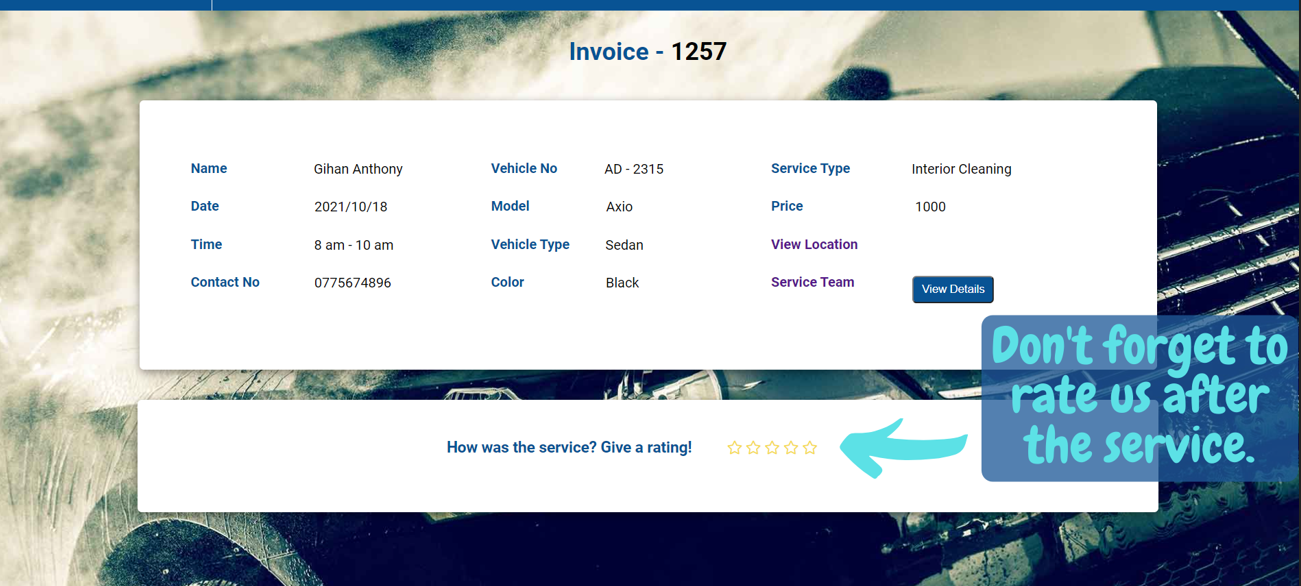 Invoice - 1257
Name Gihan Anthony Vehicle No AD - 2315 Service Type Interior Cleaning
Date 2021/10/18 Model Axio Price 1000
Time 8 am - 10 am Vehicle Type Sedan View Location
Contact No 0775674896 Color Black Service Team View Details
Don't forget to
rate us after
the service.
How was the service? Give a rating!